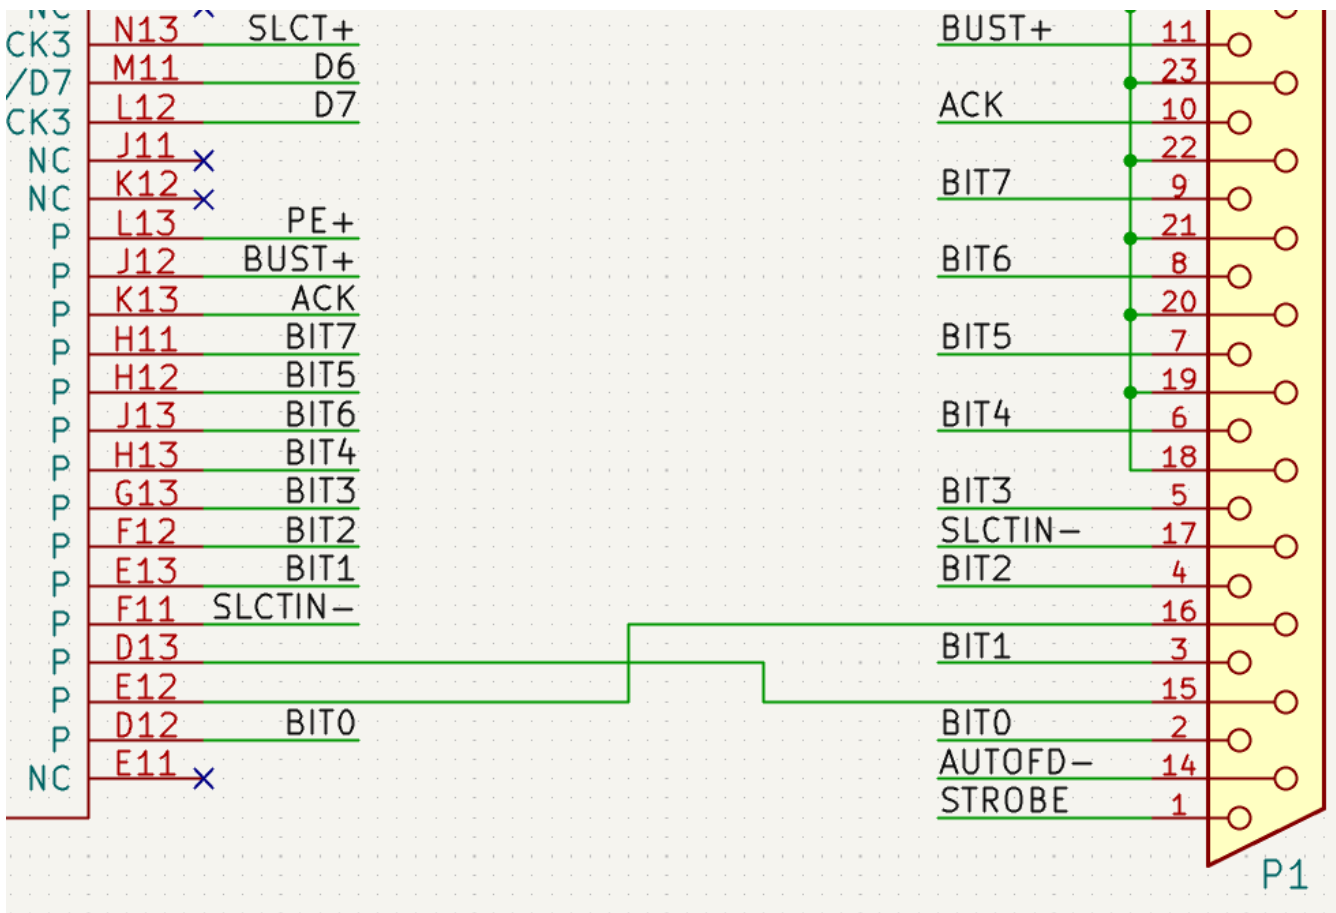 NC
N13 SLCT+ BUST+ 11
CK3
M11 D6 23
/D7
L12 D7 ACK 10
CK3
J11 22
NC
K12 BIT7 9
NC
L13 PE+ 21
P
J12 BUST+ BIT6 8
P
K13 ACK 20
P
H11 BIT7 BIT5 7
P
H12 BIT5 19
P
J13 BIT6 BIT4 6
P
H13 BIT4 18
P
G13 BIT3 BIT3 5
P
F12 BIT2 SLCTIN- 17
P
E13 BIT1 BIT2 4
P
F11 SLCTIN- 16
P
D13 BIT1 3
P
E12 15
P
D12 BIT0 BIT0 2
P
E11 AUTOFD- 14
NC
STROBE 1
P1